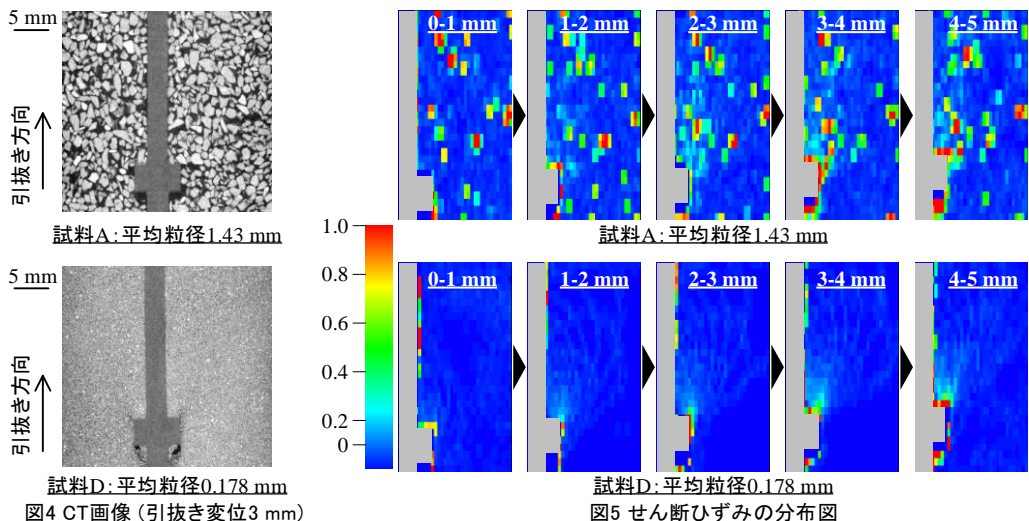 5 mm
引抜き方向
試料A:平均粒径1.43 mm
5 mm
引抜き方向
試料D:平均粒径0.178 mm
図4 CT画像 (引抜き変位3 mm)
0-1 mm 1-2 mm 2-3 mm 3-4 mm 4-5 mm
試料A:平均粒径1.43 mm
1.0
0.8
0.6
0.4
0.2
0
0-1 mm 1-2 mm 2-3 mm 3-4 mm 4-5 mm
試料D:平均粒径0.178 mm
図5 せん断ひずみの分布図